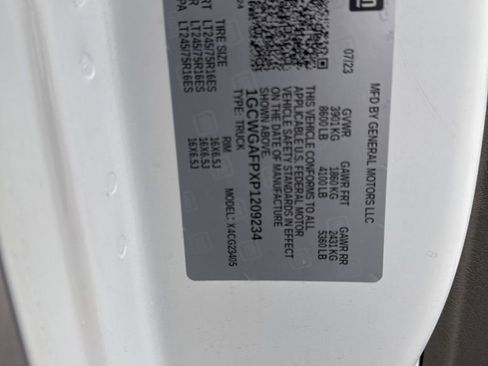 MFD BY GENERAL MOTORS LLC
07/23
GVWR GAWR FRT GAWR RR
3901 KG 1860 KG 2431 KG
8600 LB 4100 LB 5360 LB
THIS VEHICLE CONFORMS TO ALL
APPLICABLE U.S. FEDERAL MOTOR
VEHICLE SAFETY STANDARDS IN EFFECT
ON THE DATE OF MANUFACTURE
SHOWN ABOVE.
1GCWGAFPXP1209234
TYPE: TRUCK MODEL: X4CG23405
TIRE SIZE RIM
LT245/75R16ES 16X6.5J
LT245/75R16ES 16X6.5J
LT245/75R16ES 16X6.5J